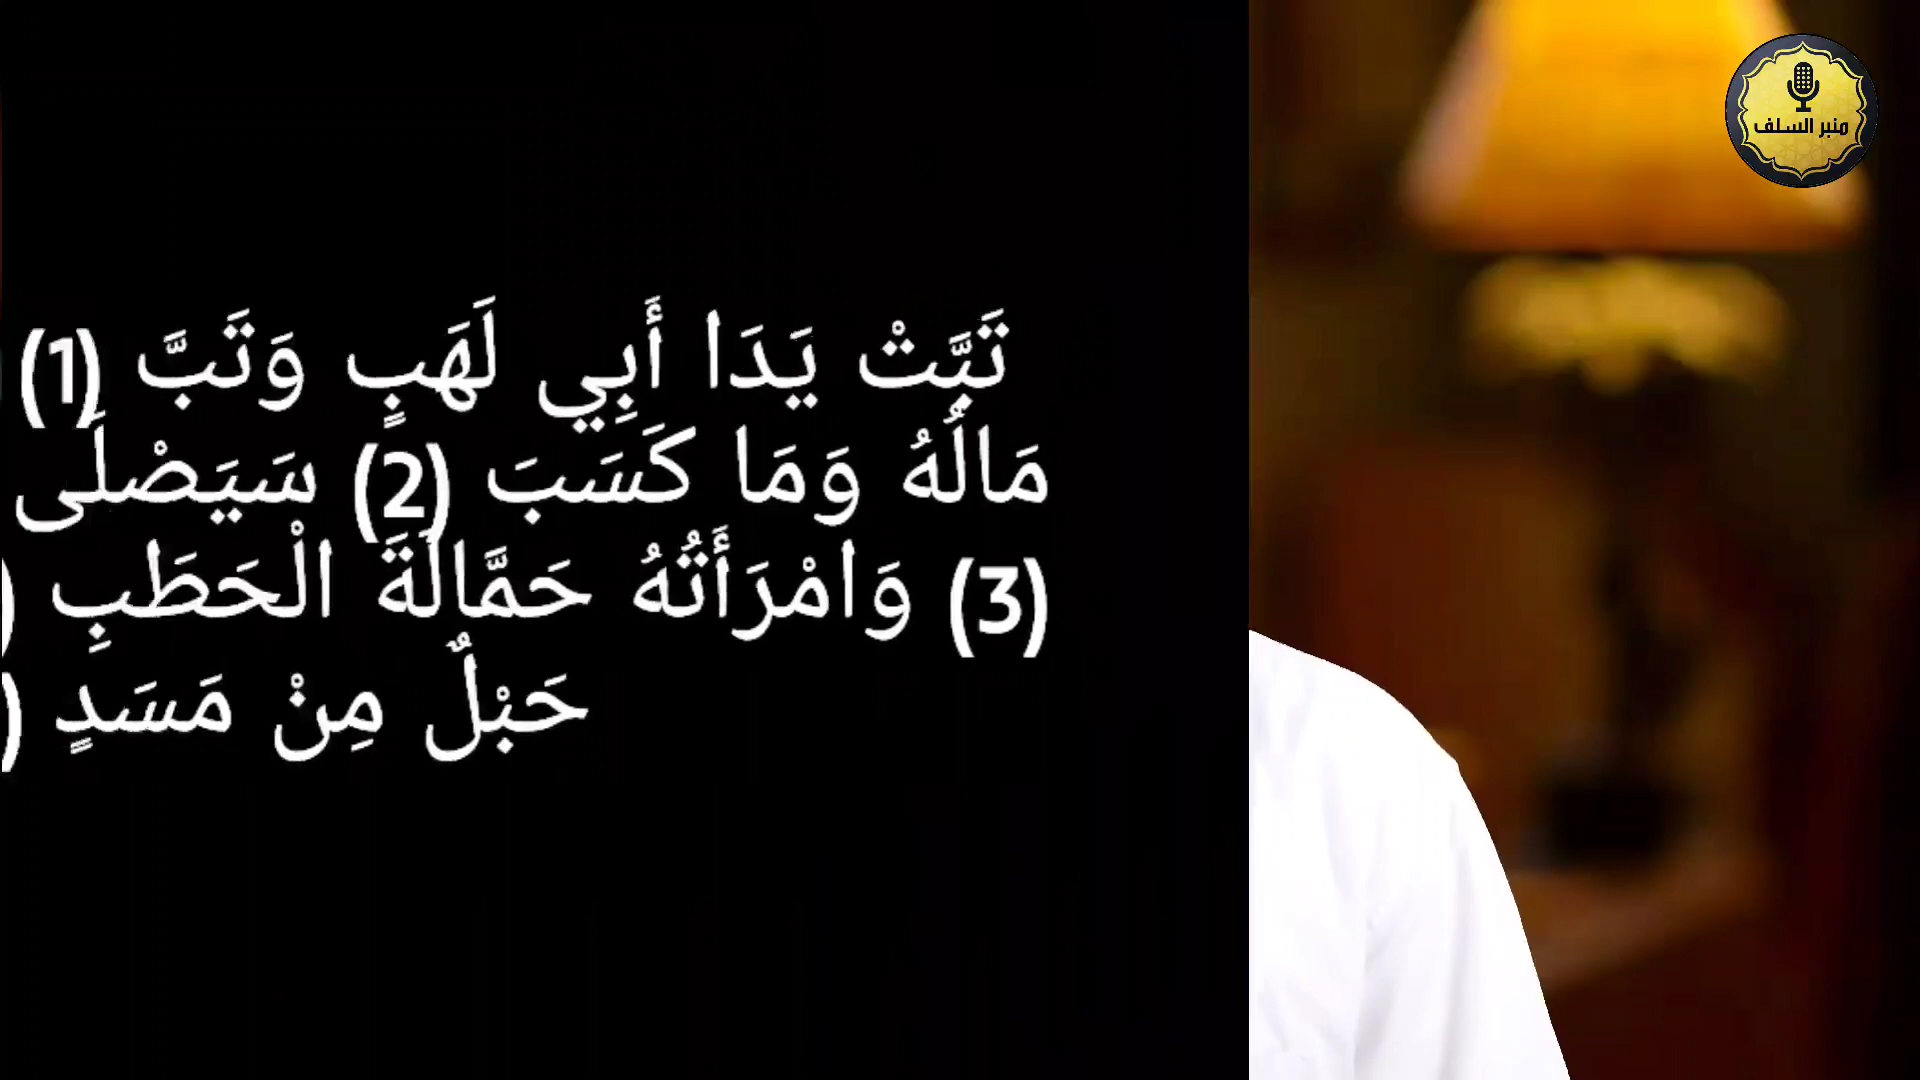 تَبَّتْ يَدَا أَبِي لَهَبٍ وَتَبَّ (1)
مَالُهُ وَمَا كَسَبَ (2) سَيَصْلَى
(3) وَامْرَأَتُهُ حَمَّالَةَ الْحَطَبِ (
حَبْلٌ مِنْ مَسَدٍ (
منبر السلف